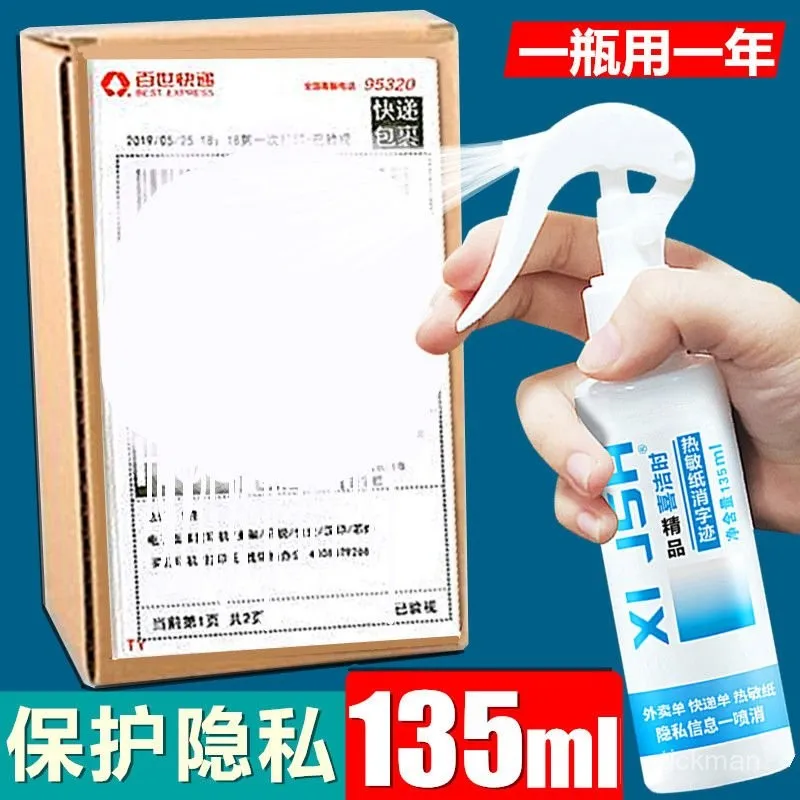 一瓶用一年
百世快递
BEST EXPRESS
95320
快递
包裹
2019/05/25 18:
当前第1页 共2页
已验视
TY
XI JSH®
喜洁时
精品
热敏纸消字迹
净含量135ml
外卖单 快递单 热敏纸
隐私信息一喷消
保护隐私
135ml